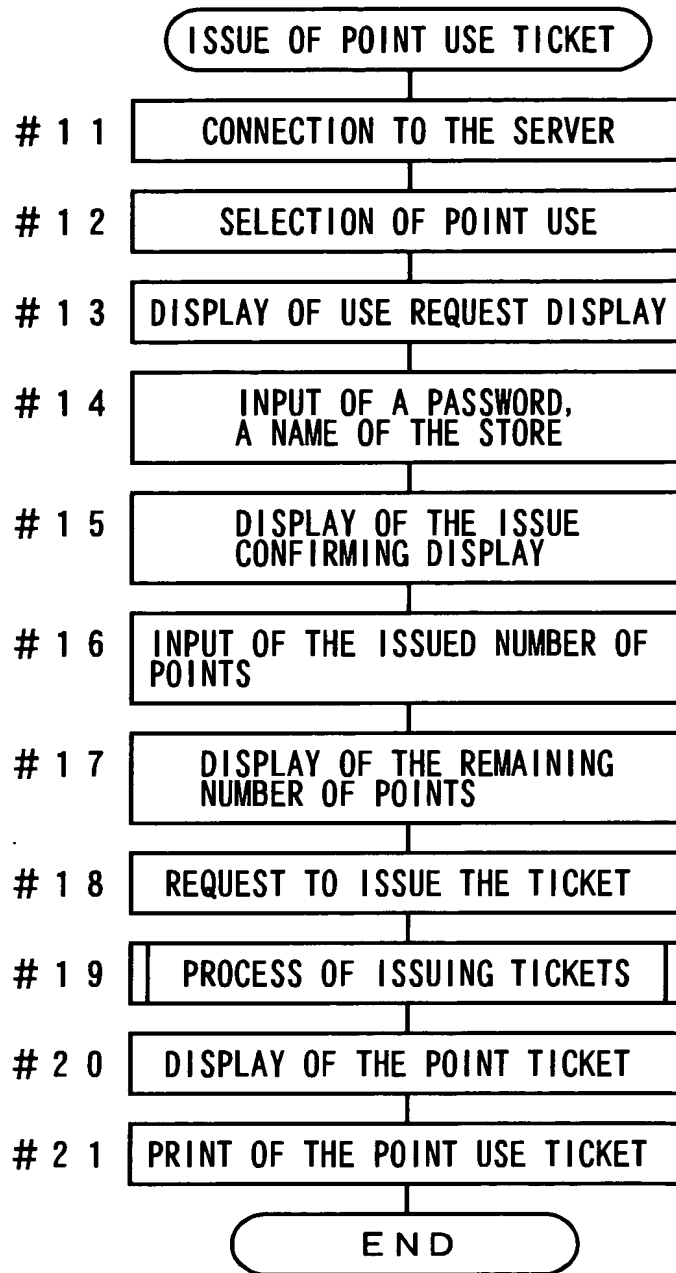 ISSUE OF POINT USE TICKET
#11 CONNECTION TO THE SERVER
#12 SELECTION OF POINT USE
#13 DISPLAY OF USE REQUEST DISPLAY
#14 INPUT OF A PASSWORD,
A NAME OF THE STORE
#15 DISPLAY OF THE ISSUE
CONFIRMING DISPLAY
#16 INPUT OF THE ISSUED NUMBER OF
POINTS
#17 DISPLAY OF THE REMAINING
NUMBER OF POINTS
#18 REQUEST TO ISSUE THE TICKET
#19 PROCESS OF ISSUING TICKETS
#20 DISPLAY OF THE POINT TICKET
#21 PRINT OF THE POINT USE TICKET
END